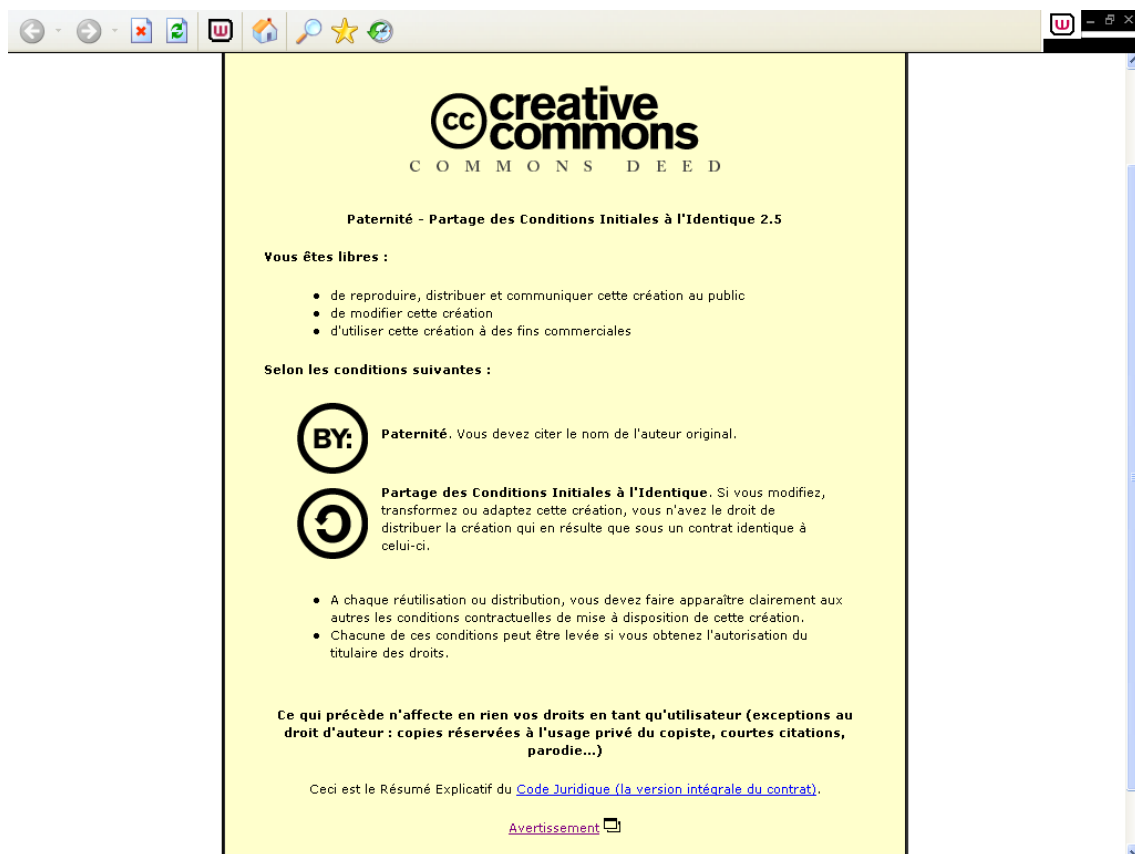 cc creative
commons
COMMONS DEED
Paternité - Partage des Conditions Initiales à l'Identique 2.5
Vous êtes libres :
● de reproduire, distribuer et communiquer cette création au public
● de modifier cette création
● d'utiliser cette création à des fins commerciales
Selon les conditions suivantes :
BY:
Paternité. Vous devez citer le nom de l'auteur original.
Partage des Conditions Initiales à l'Identique. Si vous modifiez,
transformez ou adaptez cette création, vous n'avez le droit de
distribuer la création qui en résulte que sous un contrat identique à
celui-ci.
● A chaque réutilisation ou distribution, vous devez faire apparaître clairement aux
autres les conditions contractuelles de mise à disposition de cette création.
● Chacune de ces conditions peut être levée si vous obtenez l'autorisation du
titulaire des droits.
Ce qui précède n'affecte en rien vos droits en tant qu'utilisateur (exceptions au
droit d'auteur : copies réservées à l'usage privé du copiste, courtes citations,
parodie...)
Ceci est le Résumé Explicatif du Code Juridique (la version intégrale du contrat).
Avertissement